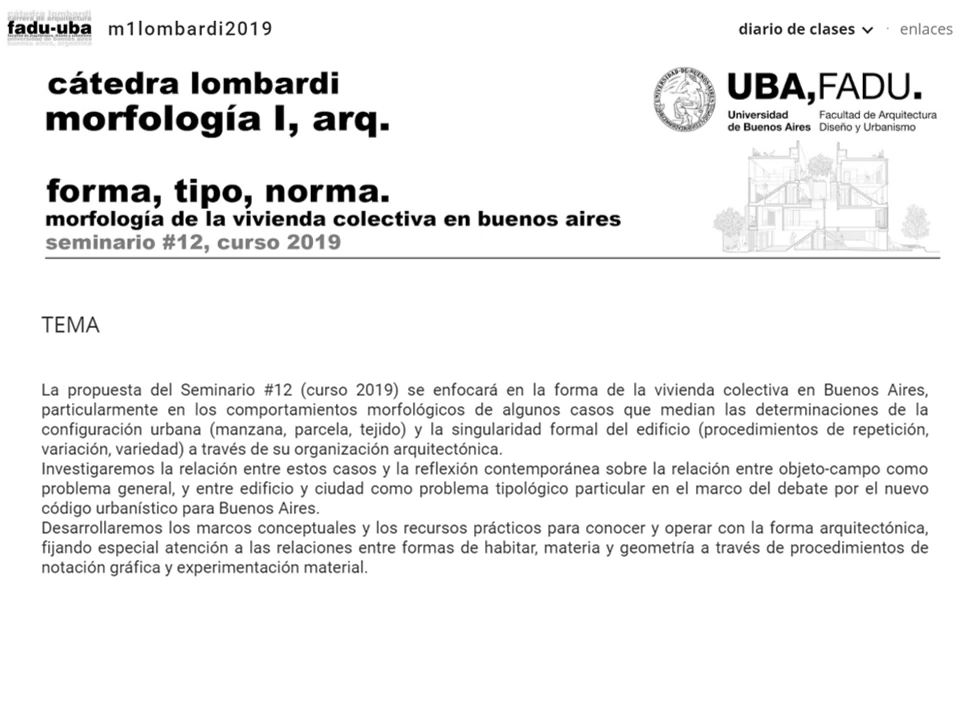 cátedra lombardi
fadu-uba
m1lombardi2019
diario de clases
· enlaces
cátedra lombardi
morfología I, arq.
UBA,FADU.
Universidad
de Buenos Aires
Facultad de Arquitectura
Diseño y Urbanismo
forma, tipo, norma.
morfología de la vivienda colectiva en buenos aires
seminario #12, curso 2019
TEMA
La propuesta del Seminario #12 (curso 2019) se enfocará en la forma de la vivienda colectiva en Buenos Aires,
particularmente en los comportamientos morfológicos de algunos casos que median las determinaciones de la
configuración urbana (manzana, parcela, tejido) y la singularidad formal del edificio (procedimientos de repetición,
variación, variedad) a través de su organización arquitectónica.
Investigaremos la relación entre estos casos y la reflexión contemporánea sobre la relación entre objeto-campo como
problema general, y entre edificio y ciudad como problema tipológico particular en el marco del debate por el nuevo
código urbanístico para Buenos Aires.
Desarrollaremos los marcos conceptuales y los recursos prácticos para conocer y operar con la forma arquitectónica,
fijando especial atención a las relaciones entre formas de habitar, materia y geometría a través de procedimientos de
notación gráfica y experimentación material.